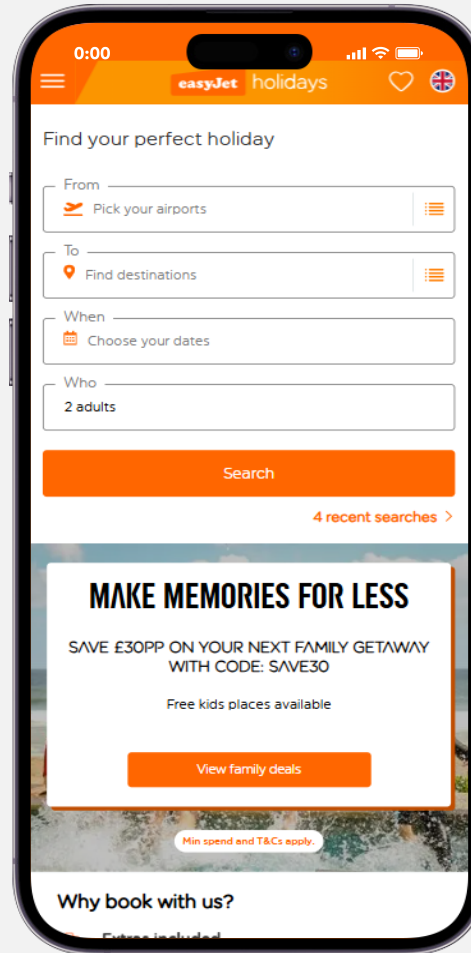 0:00
easyJet holidays
Find your perfect holiday
From
Pick your airports
To
Find destinations
When
Choose your dates
Who
2 adults
Search
4 recent searches >
MAKE MEMORIES FOR LESS
SAVE £30PP ON YOUR NEXT FAMILY GETAWAY
WITH CODE: SAVE30
Free kids places available
View family deals
Min spend and T&Cs apply.
Why book with us?
Extras included